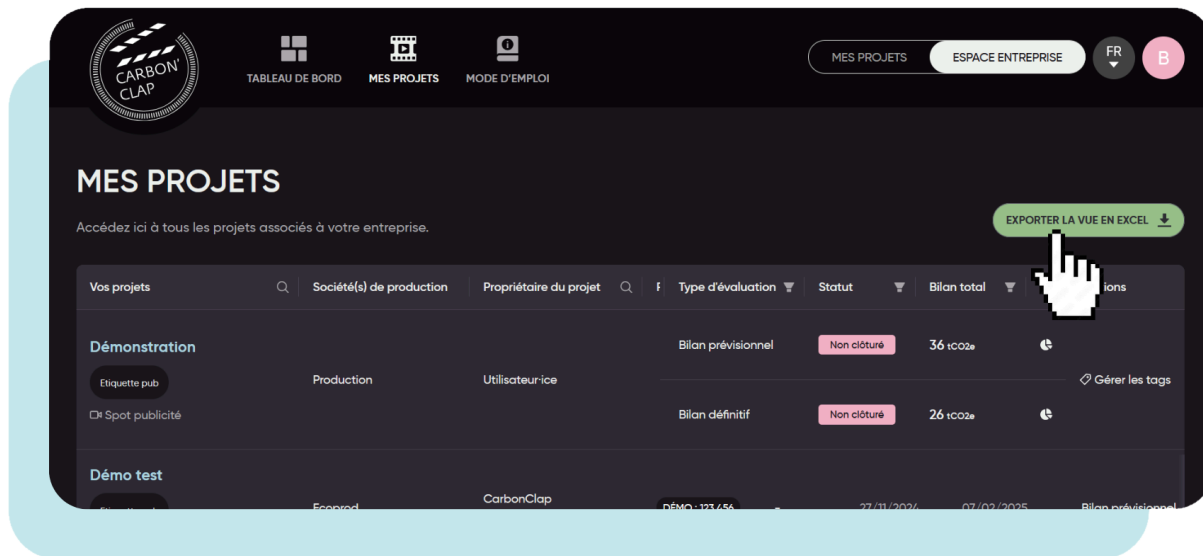 CARBON'
CLAP
TABLEAU DE BORD
MES PROJETS
MODE D'EMPLOI
MES PROJETS
ESPACE ENTREPRISE
FR
B
MES PROJETS
Accédez ici à tous les projets associés à votre entreprise.
EXPORTER LA VUE EN EXCEL
Vos projets
Société(s) de production
Propriétaire du projet
Type d'évaluation
Statut
Bilan total
ions
Démonstration
Etiquette pub
Spot publicité
Production
Utilisateur·ice
Bilan prévisionnel
Non clôturé
36 tCO2e
Gérer les tags
Bilan définitif
Non clôturé
26 tCO2e
Démo test
Ecoprod
CarbonClap
DÉMO : 123456
-
27/11/2024
07/02/2025
Bilan prévisionnel